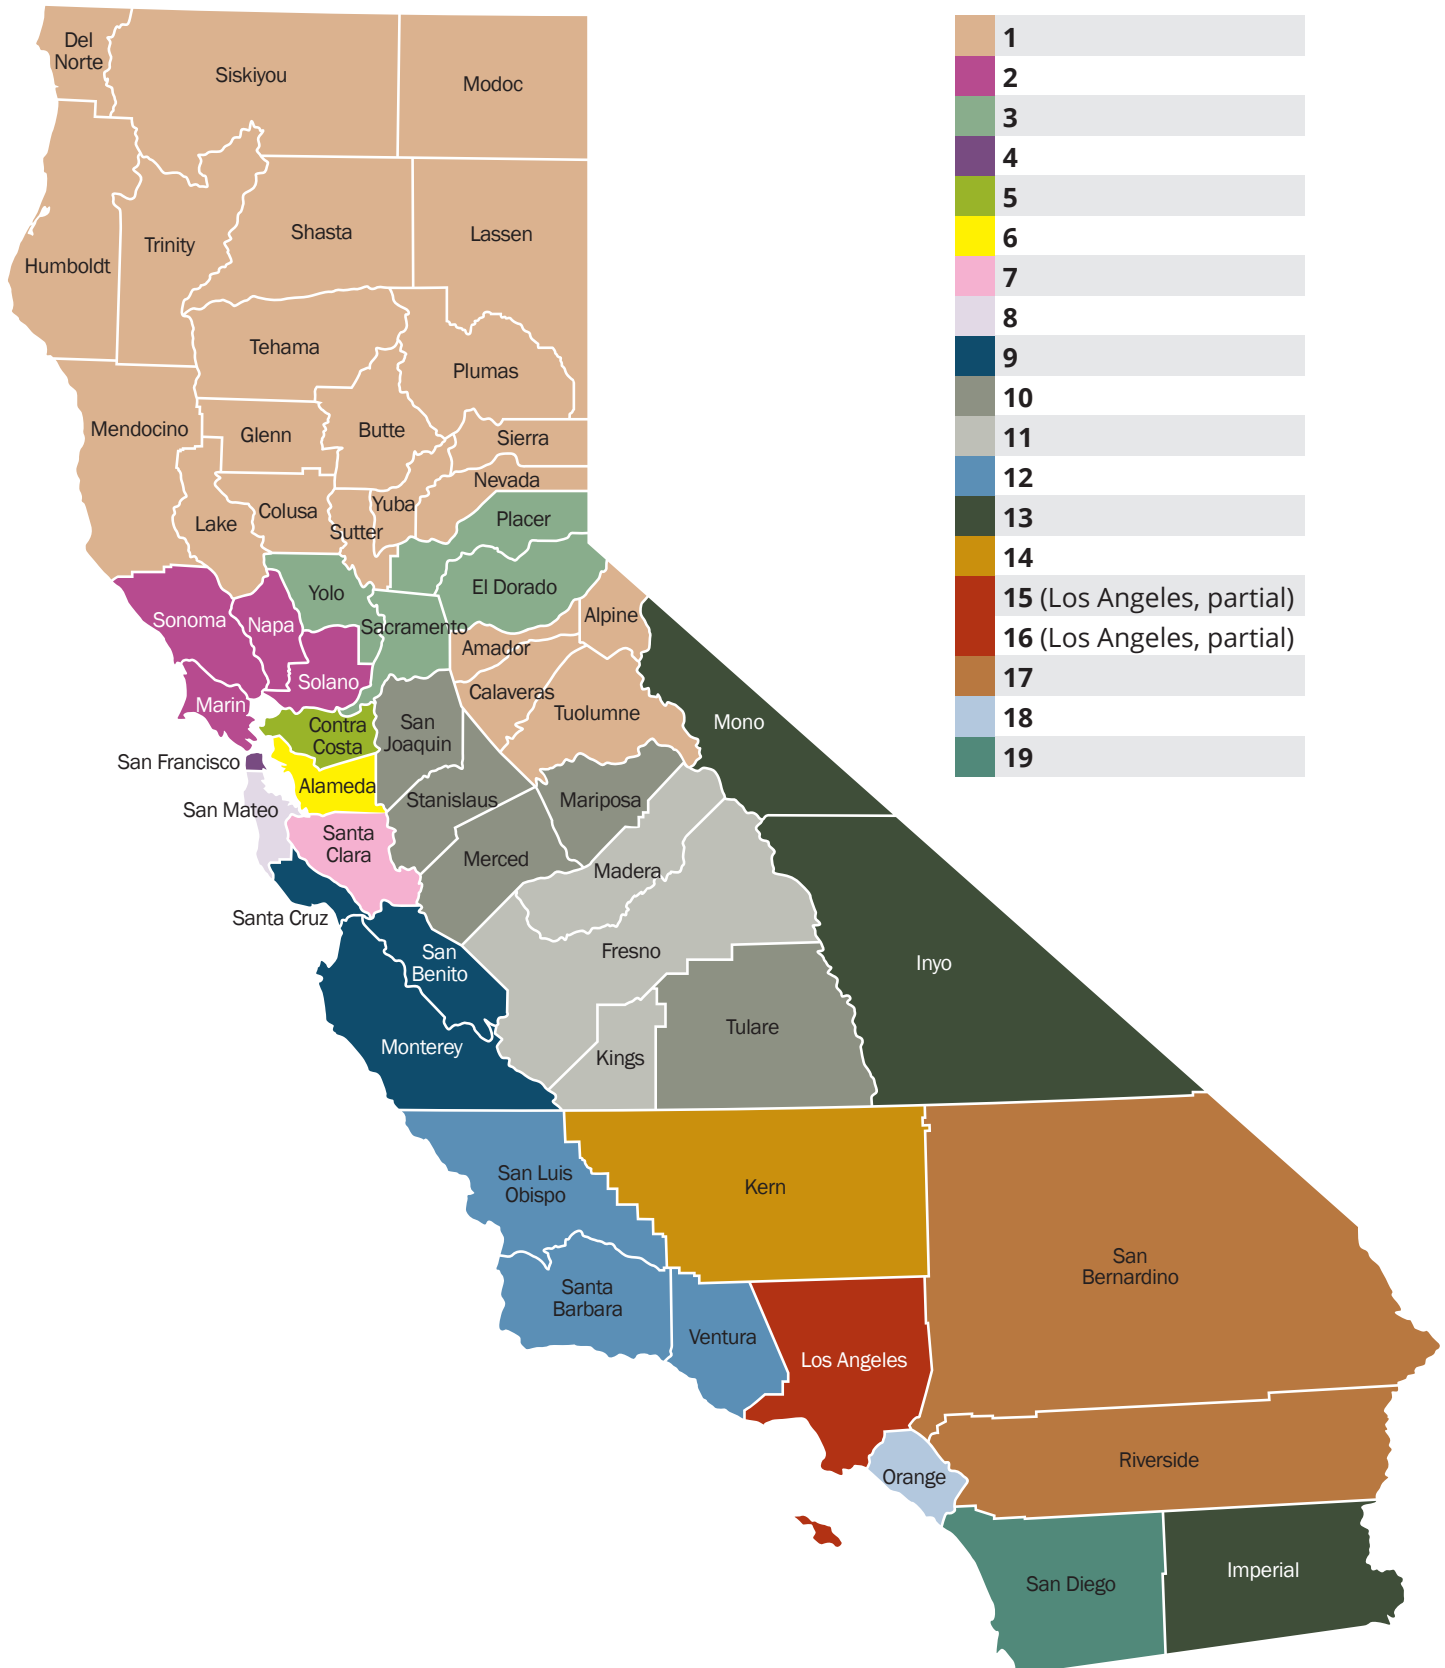 Del
Norte
Siskiyou
Modoc
Humboldt
Trinity
Shasta
Lassen
Tehama
Plumas
Mendocino
Glenn
Butte
Sierra
Nevada
Lake
Colusa
Sutter
Yuba
Placer
El Dorado
Yolo
Sonoma
Napa
Sacramento
Alpine
Amador
Solano
Marin
Calaveras
Tuolumne
Contra
Costa
San
Joaquin
Mono
San Francisco
Alameda
Stanislaus
Mariposa
San Mateo
Santa
Clara
Merced
Madera
Santa Cruz
San
Benito
Fresno
Inyo
Monterey
Kings
Tulare
San Luis
Obispo
Kern
San
Bernardino
Santa
Barbara
Ventura
Los Angeles
Riverside
Orange
San Diego
Imperial
1
2
3
4
5
6
7
8
9
10
11
12
13
14
15 (Los Angeles, partial)
16 (Los Angeles, partial)
17
18
19